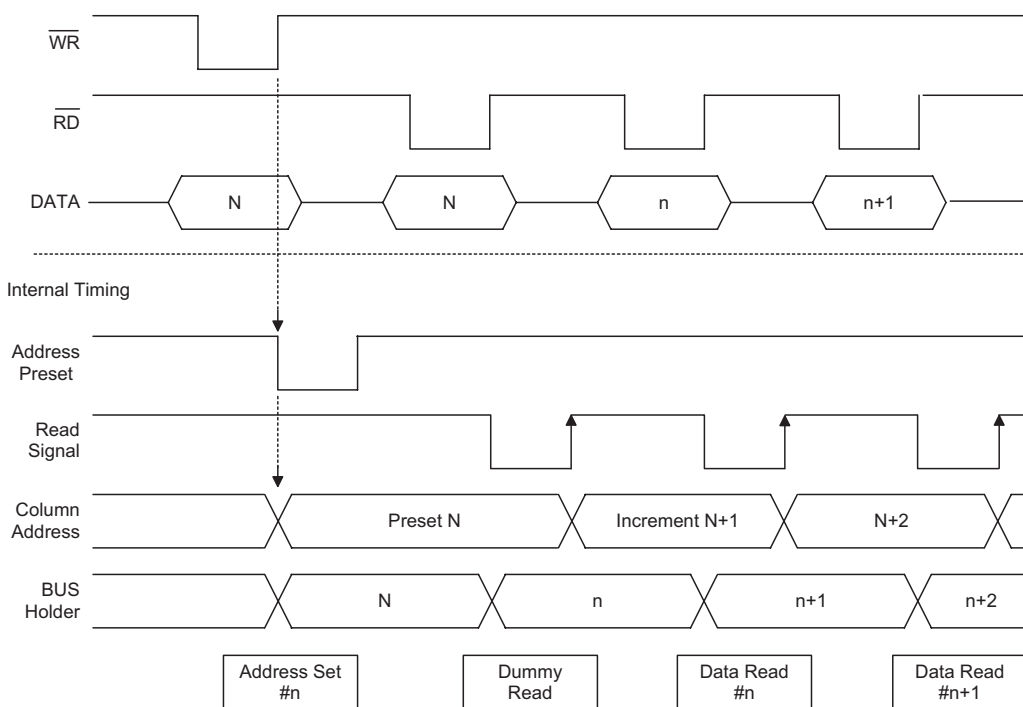 WR
RD
DATA
N
N
n
n+1
Internal Timing
Address
Preset
Read
Signal
Column
Address
Preset N
Increment N+1
N+2
BUS
Holder
N
n
n+1
n+2
Address Set
#n
Dummy
Read
Data Read
#n
Data Read
#n+1